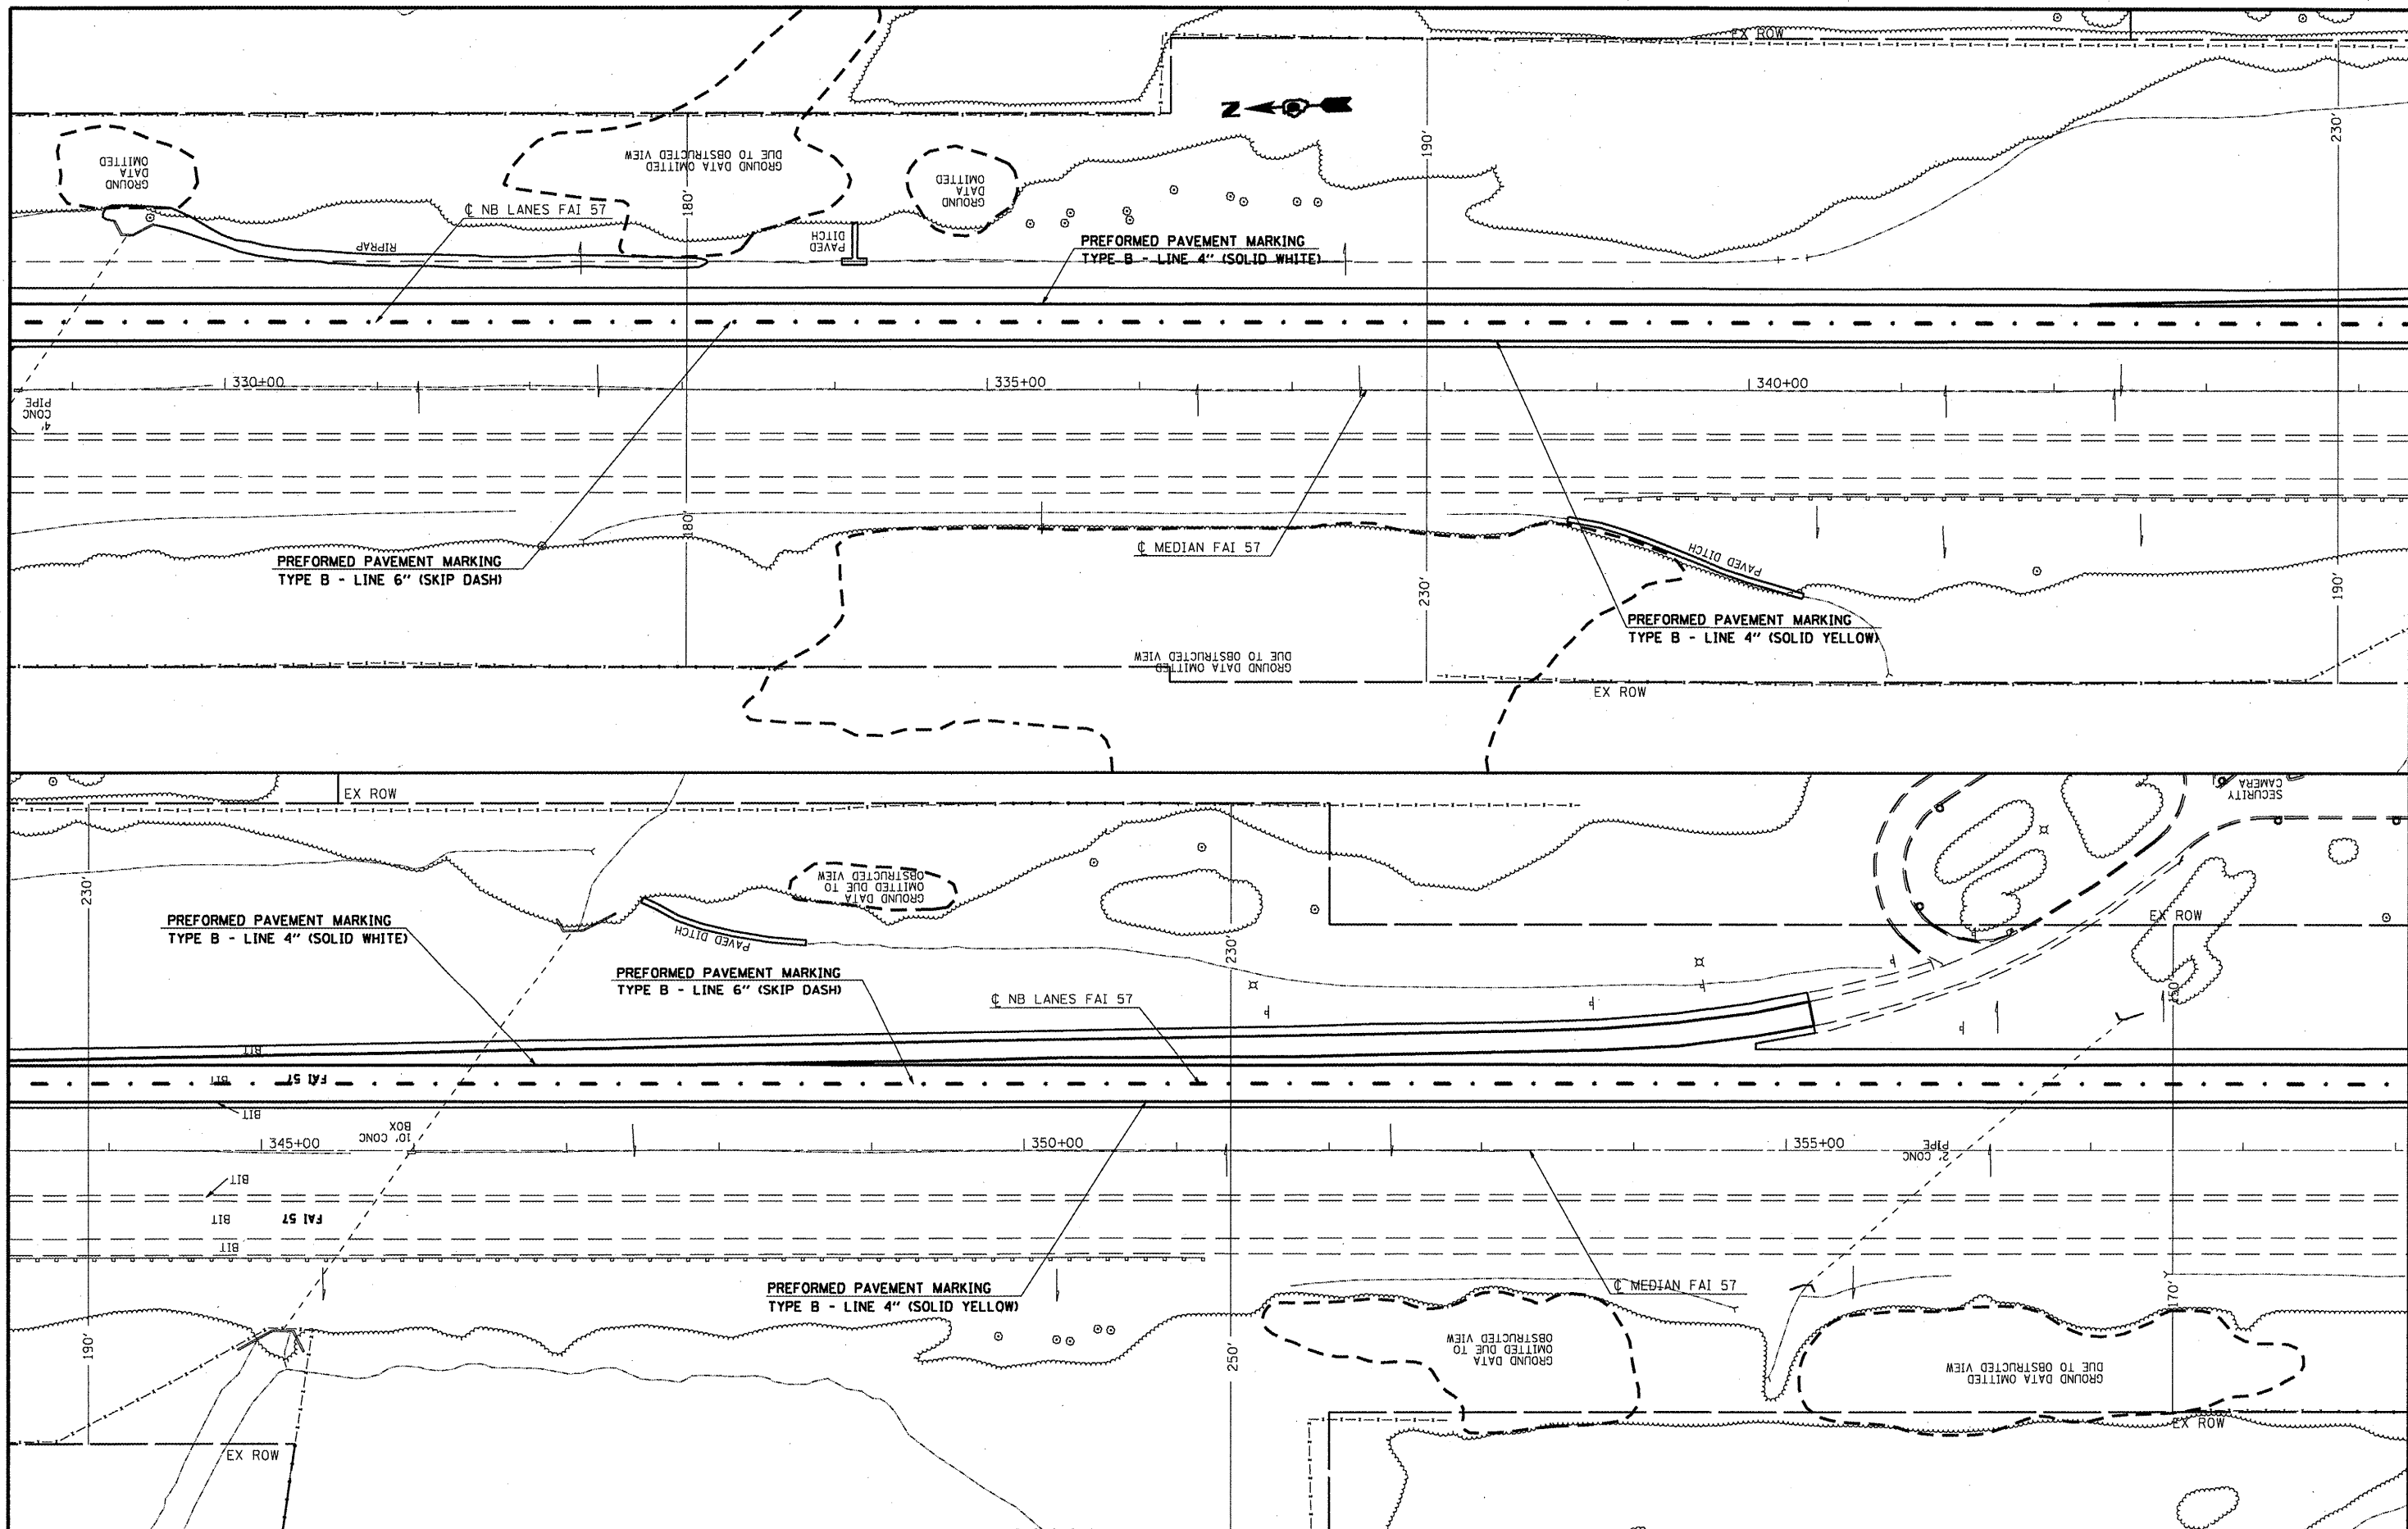 EX ROW
N
190'
230'
GROUND
DATA
OMITTED
GROUND DATA OMITTED
DUE TO OBSTRUCTED VIEW
GROUND
DATA
OMITTED
180'
℄ NB LANES FAI 57
PAVED
DITCH
RIPRAP
PREFORMED PAVEMENT MARKING
TYPE B - LINE 4" (SOLID WHITE)
330+00
335+00
340+00
4'
CONC
PIPE
180'
℄ MEDIAN FAI 57
PAVED DITCH
PREFORMED PAVEMENT MARKING
TYPE B - LINE 6" (SKIP DASH)
230'
190'
PREFORMED PAVEMENT MARKING
TYPE B - LINE 4" (SOLID YELLOW)
GROUND DATA OMITTED
DUE TO OBSTRUCTED VIEW
EX ROW
EX ROW
SECURITY
CAMERA
230'
GROUND DATA
OMITTED DUE TO
OBSTRUCTED VIEW
PREFORMED PAVEMENT MARKING
TYPE B - LINE 4" (SOLID WHITE)
PAVED DITCH
EX ROW
230'
PREFORMED PAVEMENT MARKING
TYPE B - LINE 6" (SKIP DASH)
℄ NB LANES FAI 57
150'
BIT
BIT
FAI 57
BIT
10' CONC
BOX
345+00
350+00
355+00
2' CONC
PIPE
BIT
BIT
FAI 57
BIT
PREFORMED PAVEMENT MARKING
TYPE B - LINE 4" (SOLID YELLOW)
℄ MEDIAN FAI 57
170'
190'
250'
GROUND DATA
OMITTED DUE TO
OBSTRUCTED VIEW
GROUND DATA OMITTED
DUE TO OBSTRUCTED VIEW
EX ROW
EX ROW